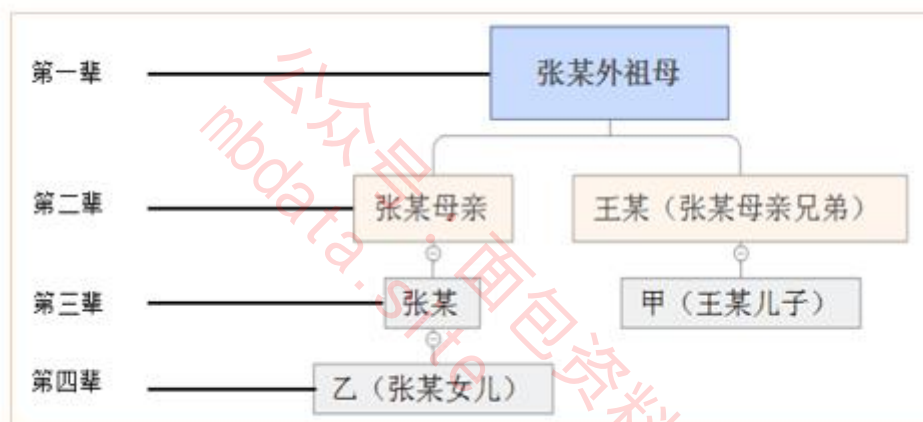 第一辈
张某外祖母
第二辈
张某母亲
王某（张某母亲兄弟）
第三辈
张某
甲（王某儿子）
第四辈
乙（张某女儿）
公众号：面包资料
mbdata.site